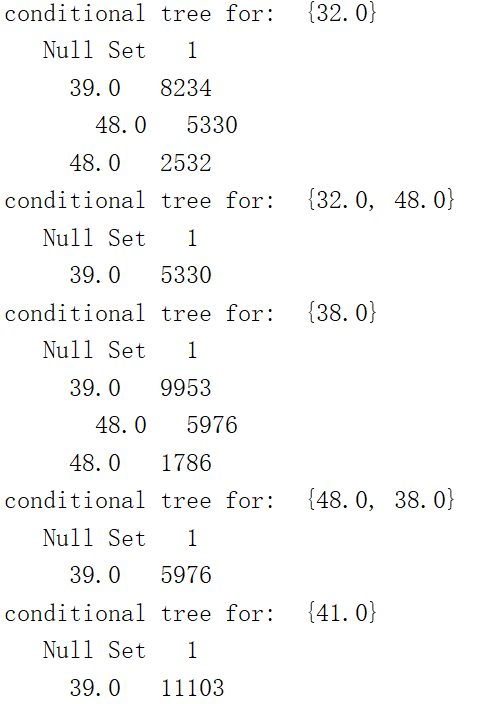 conditional tree for:  {32.0}
   Null Set   1
     39.0   8234
       48.0   5330
     48.0   2532
conditional tree for:  {32.0, 48.0}
   Null Set   1
     39.0   5330
conditional tree for:  {38.0}
   Null Set   1
     39.0   9953
       48.0   5976
     48.0   1786
conditional tree for:  {48.0, 38.0}
   Null Set   1
     39.0   5976
conditional tree for:  {41.0}
   Null Set   1
     39.0   11103